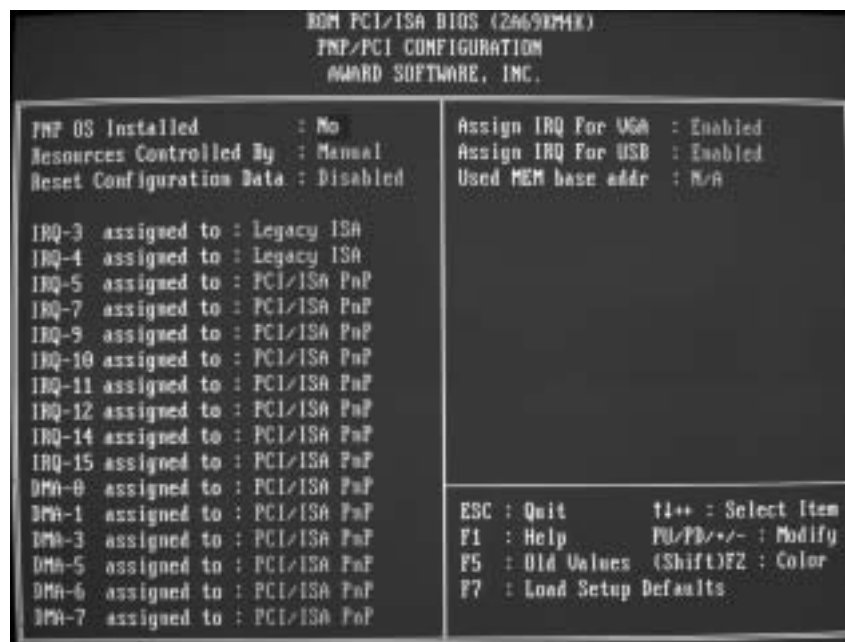 ROM PCI/ISA BIOS (2A69KM4K)
PNP/PCI CONFIGURATION
AWARD SOFTWARE, INC.
PNP OS Installed : No
Resources Controlled By : Manual
Reset Configuration Data : Disabled
IRQ-3 assigned to : Legacy ISA
IRQ-4 assigned to : Legacy ISA
IRQ-5 assigned to : PCI/ISA PnP
IRQ-7 assigned to : PCI/ISA PnP
IRQ-9 assigned to : PCI/ISA PnP
IRQ-10 assigned to : PCI/ISA PnP
IRQ-11 assigned to : PCI/ISA PnP
IRQ-12 assigned to : PCI/ISA PnP
IRQ-14 assigned to : PCI/ISA PnP
IRQ-15 assigned to : PCI/ISA PnP
DMA-0 assigned to : PCI/ISA PnP
DMA-1 assigned to : PCI/ISA PnP
DMA-3 assigned to : PCI/ISA PnP
DMA-5 assigned to : PCI/ISA PnP
DMA-6 assigned to : PCI/ISA PnP
DMA-7 assigned to : PCI/ISA PnP
Assign IRQ For VGA : Enabled
Assign IRQ For USB : Enabled
Used MEM base addr : N/A
ESC : Quit ↑↓→← : Select Item
F1 : Help PU/PD/+/- : Modify
F5 : Old Values (Shift)F2 : Color
F7 : Load Setup Defaults